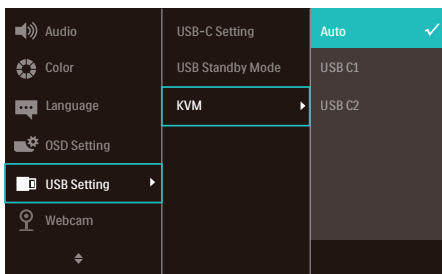 Audio
Color
Language
OSD Setting
USB Setting
Webcam
USB-C Setting
USB Standby Mode
KVM
Auto
USB C1
USB C2